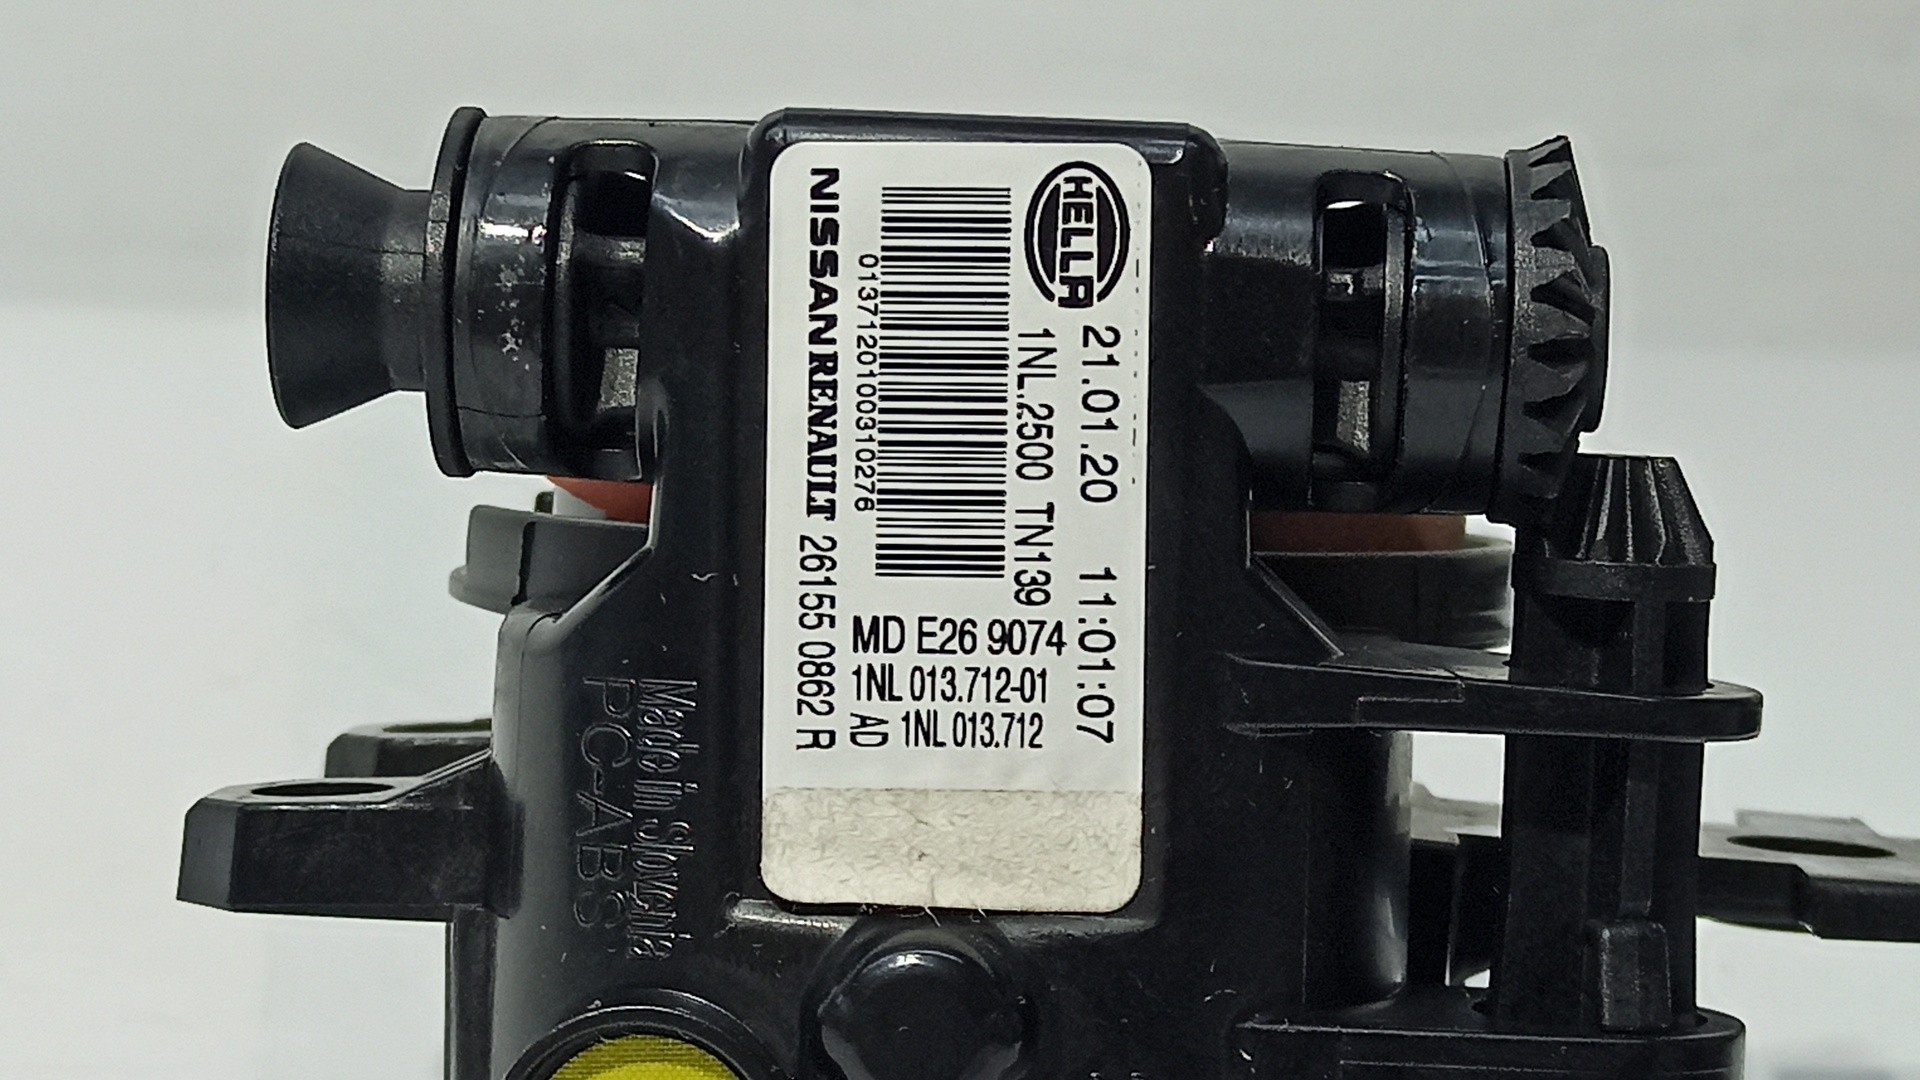 HELLA
21.01.20 11:01:07
1NL.2500 TN139
0137120100310276
NISSAN RENAULT 26155 0862 R
MD E26 9074
1NL 013.712-01
AD 1NL 013.712
Made In Slovenia
PC-ABS